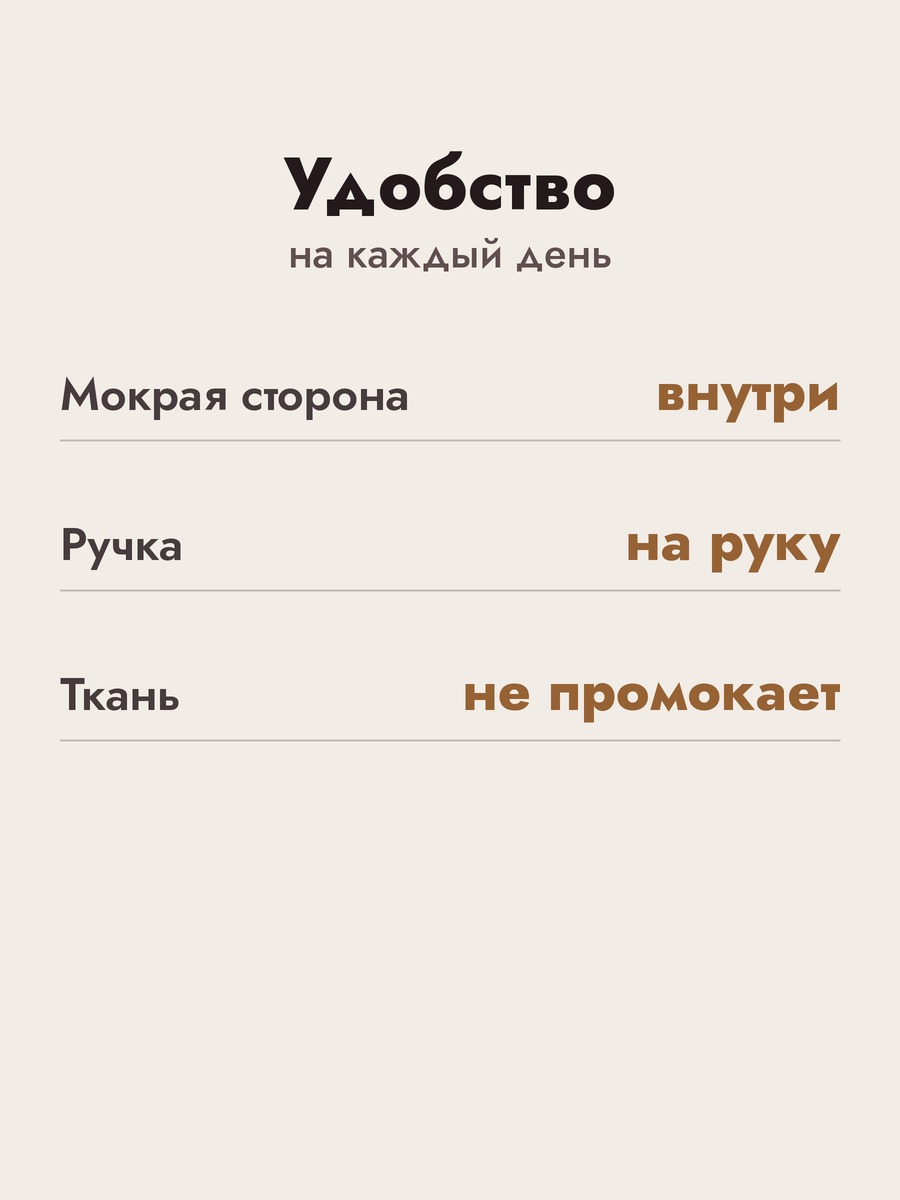 Удобство
на каждый день
Мокрая сторона внутри
Ручка на руку
Ткань не промокает